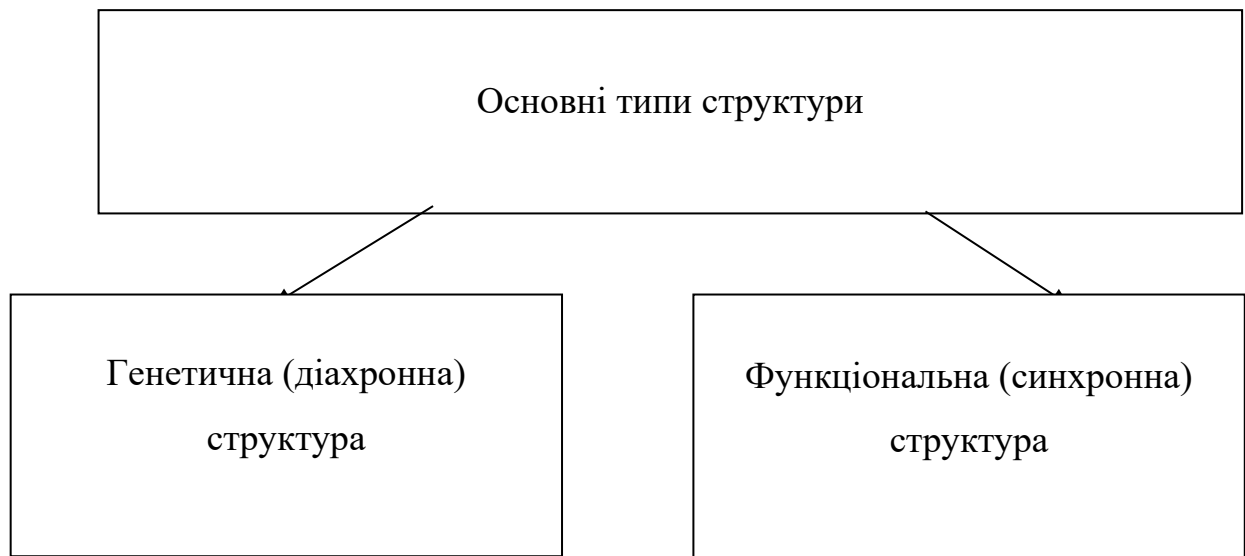 Основні типи структури
Генетична (діахронна)
структура
Функціональна (синхронна)
структура